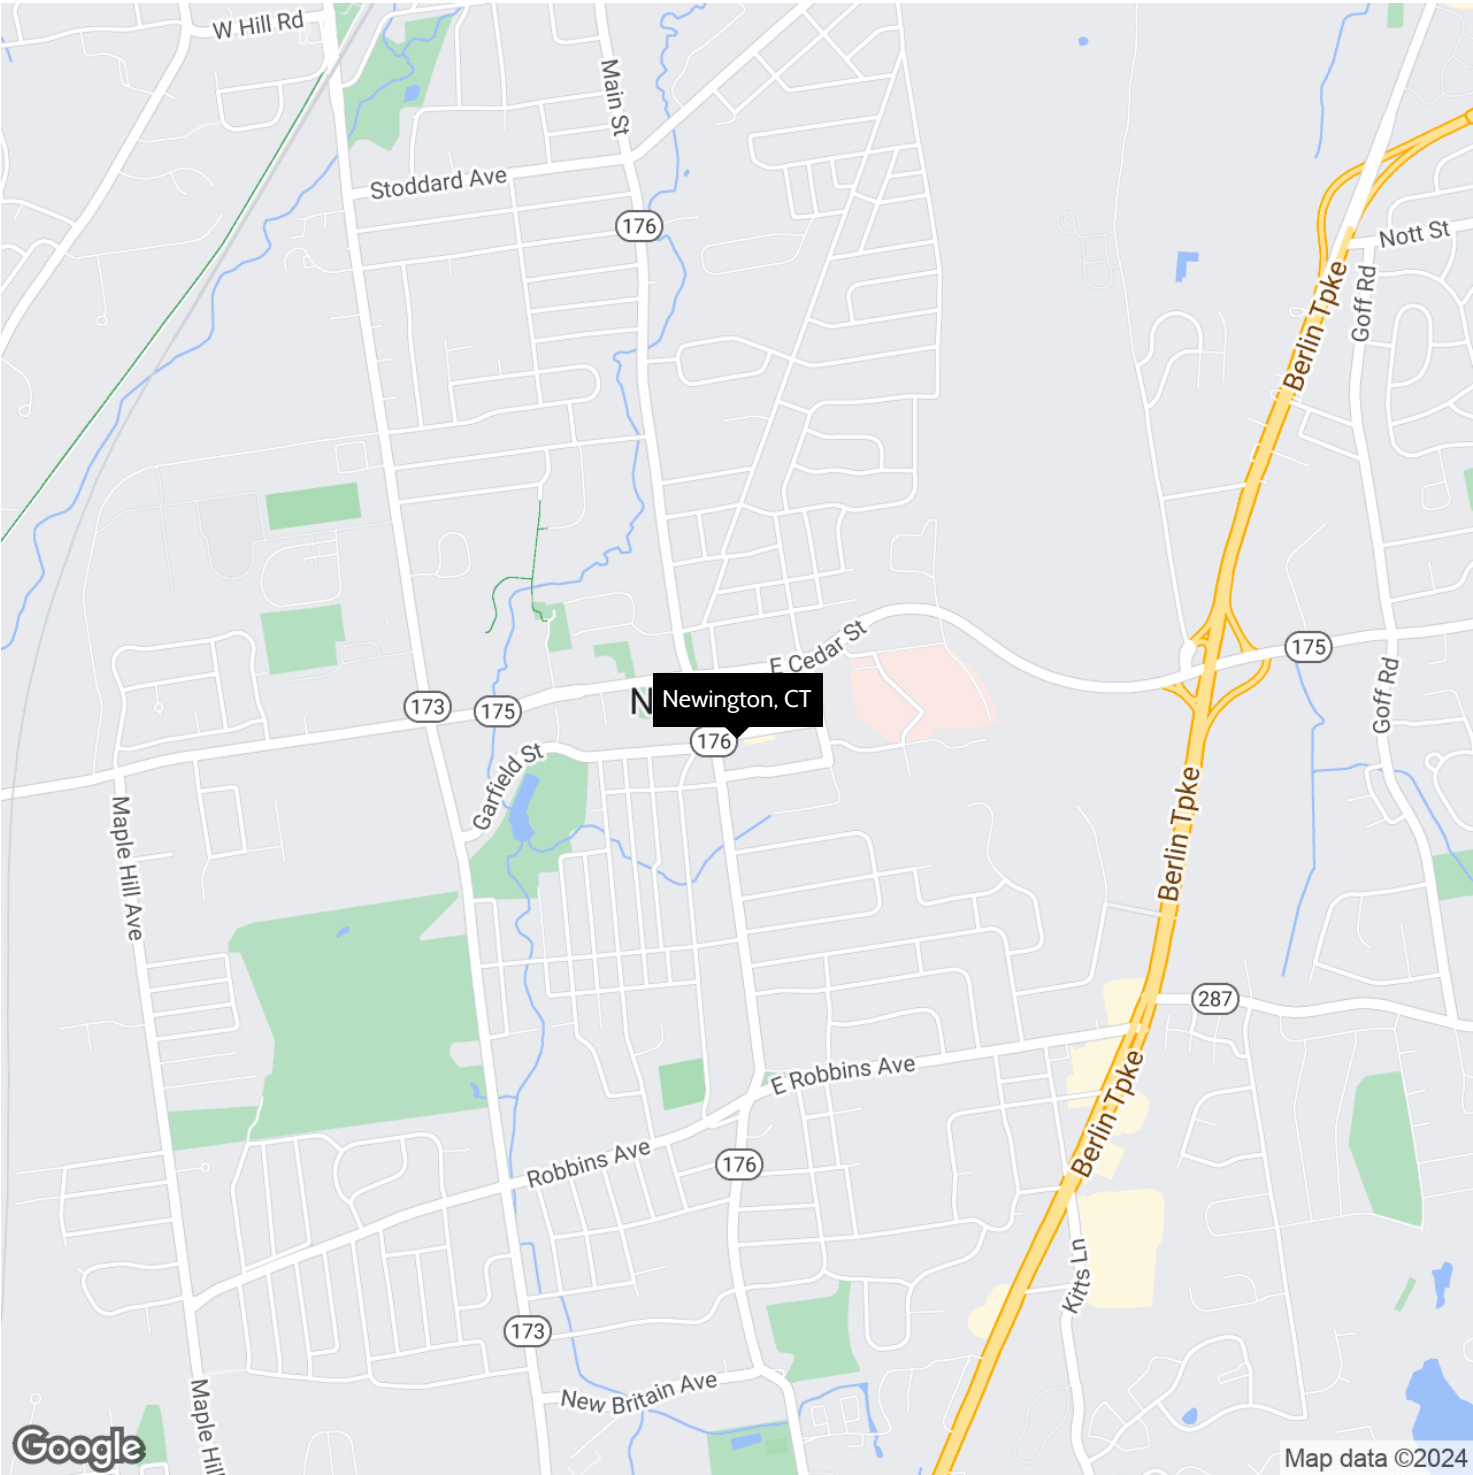 W Hill Rd
Main St
Stoddard Ave
176
Nott St
Goff Rd
Berlin Tpke
E Cedar St
175
Goff Rd
N
Newington, CT
173
175
176
Garfield St
Maple Hill Ave
Berlin Tpke
287
E Robbins Ave
Berlin Tpke
Robbins Ave
176
Kitts Ln
173
New Britain Ave
Maple Hil
Google
Map data ©2024